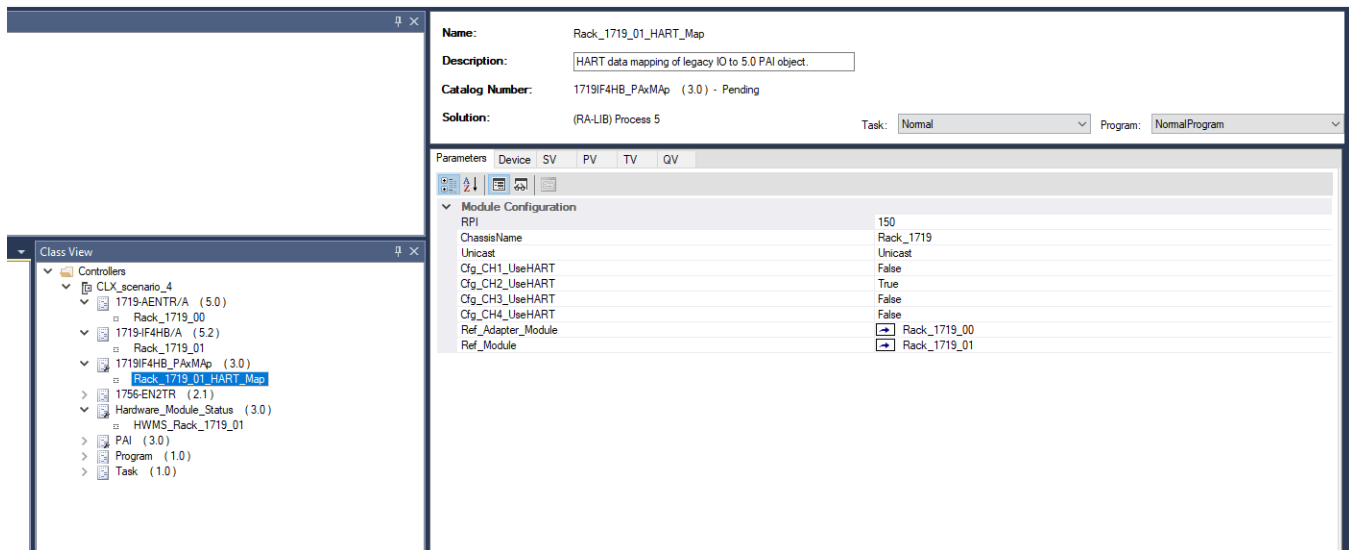 Name: Rack_1719_01_HART_Map
Description: HART data mapping of legacy IO to 5.0 PAI object.
Catalog Number: 1719IF4HB_PAxMAp (3.0) - Pending
Solution: (RA-LIB) Process 5
Task: Normal Program: NormalProgram
Parameters Device SV PV TV QV
Module Configuration
RPI 150
ChassisName Rack_1719
Unicast Unicast
Cfg_CH1_UseHART False
Cfg_CH2_UseHART True
Cfg_CH3_UseHART False
Cfg_CH4_UseHART False
Ref_Adapter_Module Rack_1719_00
Ref_Module Rack_1719_01
Class View
Controllers
CLX_scenario_4
1719-AENTR/A (5.0)
Rack_1719_00
1719-IF4HB/A (5.2)
Rack_1719_01
1719IF4HB_PAxMAp (3.0)
Rack_1719_01_HART_Map
1756-EN2TR (2.1)
Hardware_Module_Status (3.0)
HWMS_Rack_1719_01
PAI (3.0)
Program (1.0)
Task (1.0)